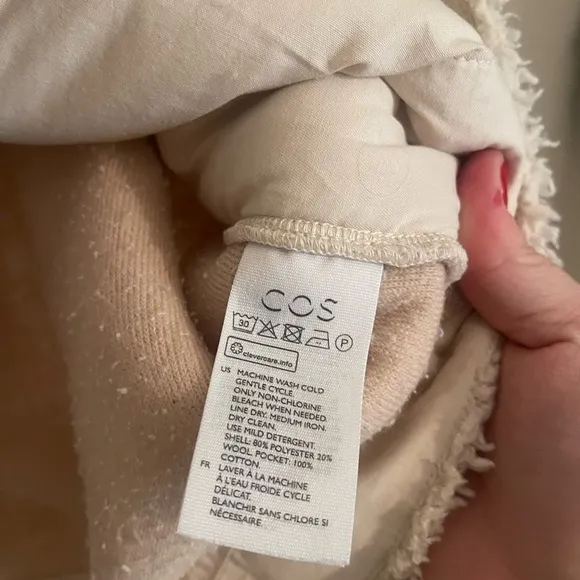 COS
30 P
clevercare.info
US MACHINE WASH COLD
GENTLE CYCLE.
ONLY NON-CHLORINE
BLEACH WHEN NEEDED.
LINE DRY. MEDIUM IRON.
DRY CLEAN.
USE MILD DETERGENT.
SHELL: 80% POLYESTER 20%
WOOL. POCKET: 100%
COTTON.
FR LAVER À LA MACHINE
À L'EAU FROIDE CYCLE
DÉLICAT.
BLANCHIR SANS CHLORE SI
NÉCESSAIRE.